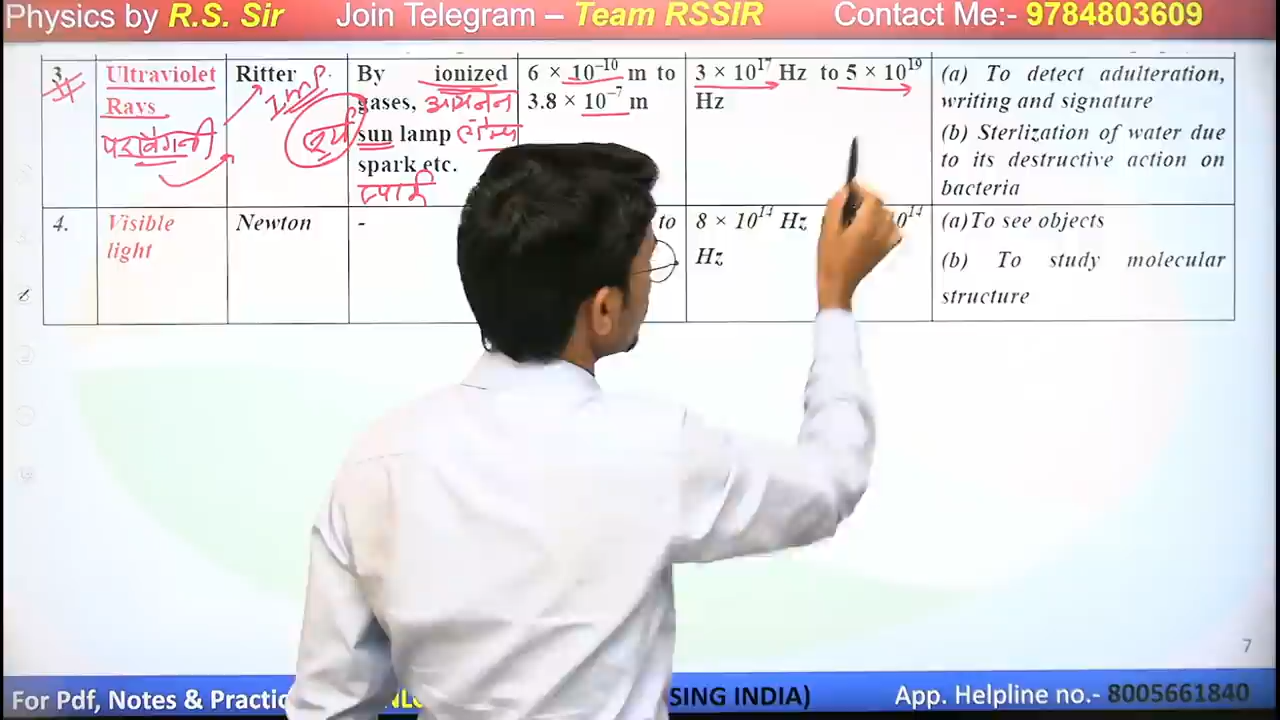 Physics by R.S. Sir Join Telegram – Team RSSIR Contact Me:- 9784803609
3. Ultraviolet Rays Ritter By ionized gases, sun lamp spark etc. 6 × 10⁻¹⁰ m to 3.8 × 10⁻⁷ m 3 × 10¹⁷ Hz to 5 × 10¹⁹ Hz (a) To detect adulteration, writing and signature
(b) Sterlization of water due to its destructive action on bacteria
Imp.
सूर्य
स्पार्क
4. Visible light Newton - to 8 × 10¹⁴ Hz Hz (a) To see objects
(b) To study molecular structure
7
For Pdf, Notes & SING INDIA) App. Helpline no.- 8005661840